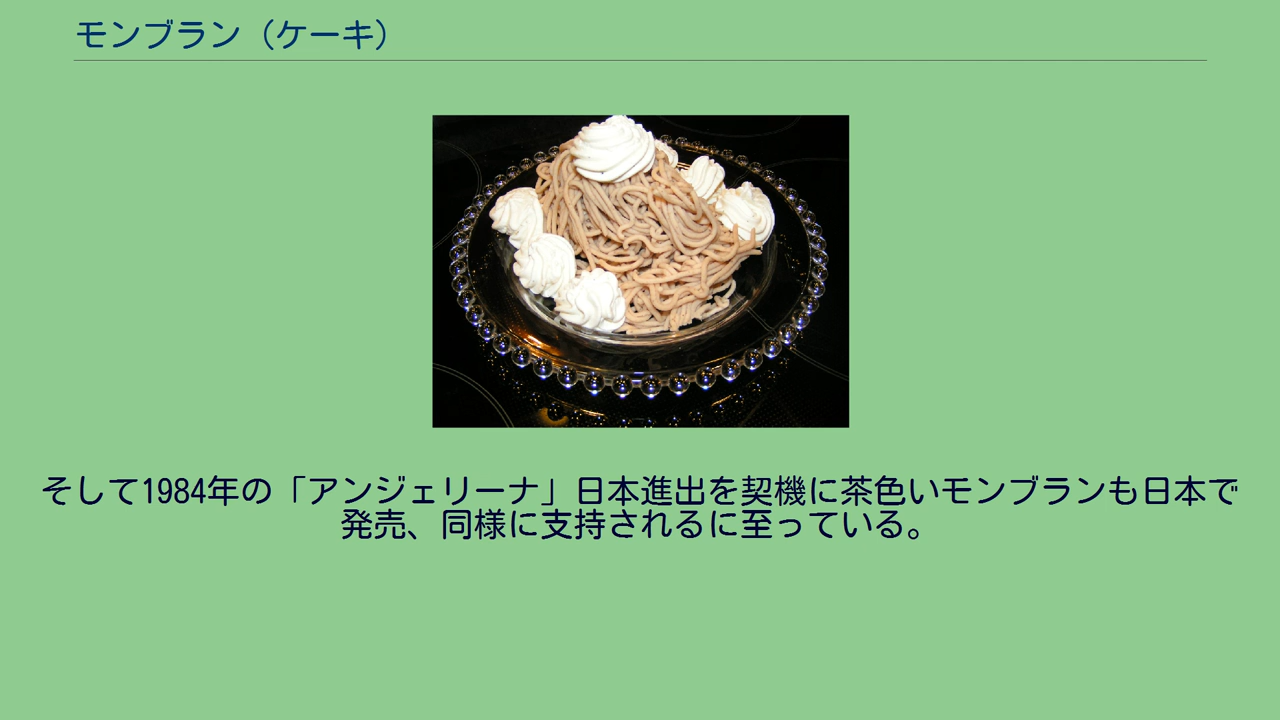 モンブラン（ケーキ）
そして1984年の「アンジェリーナ」日本進出を契機に茶色いモンブランも日本で
発売、同様に支持されるに至っている。